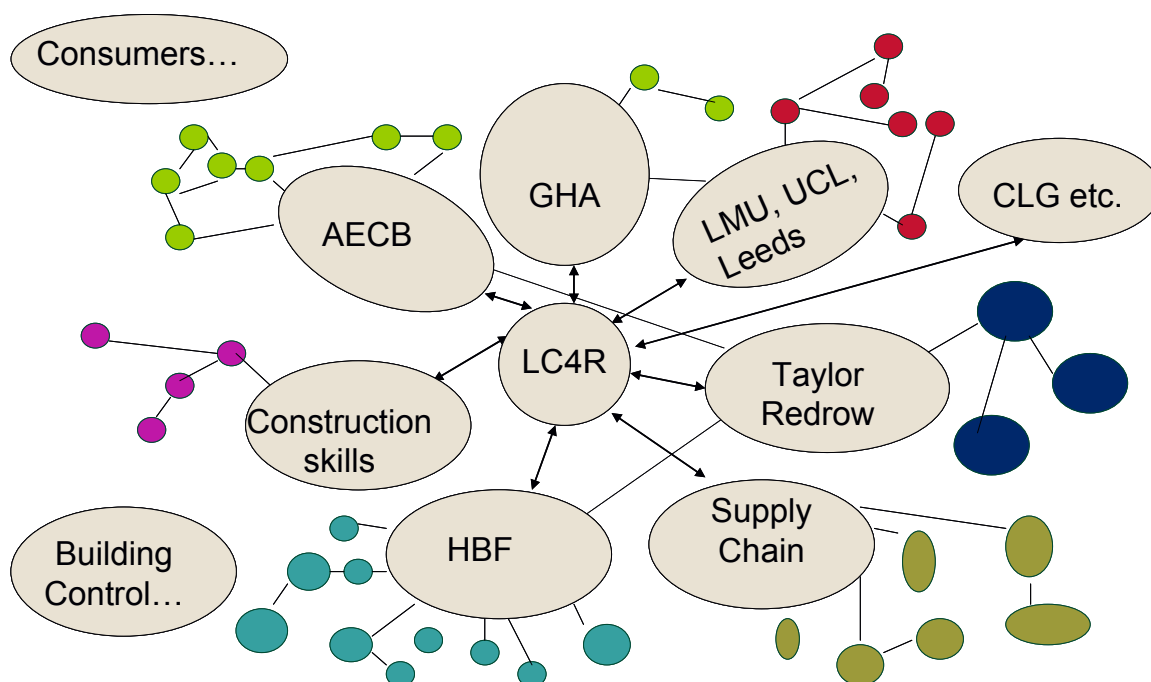 Consumers…
GHA
LMU, UCL,
Leeds
CLG etc.
AECB
LC4R
Taylor
Redrow
Construction
skills
Supply
Chain
HBF
Building
Control…